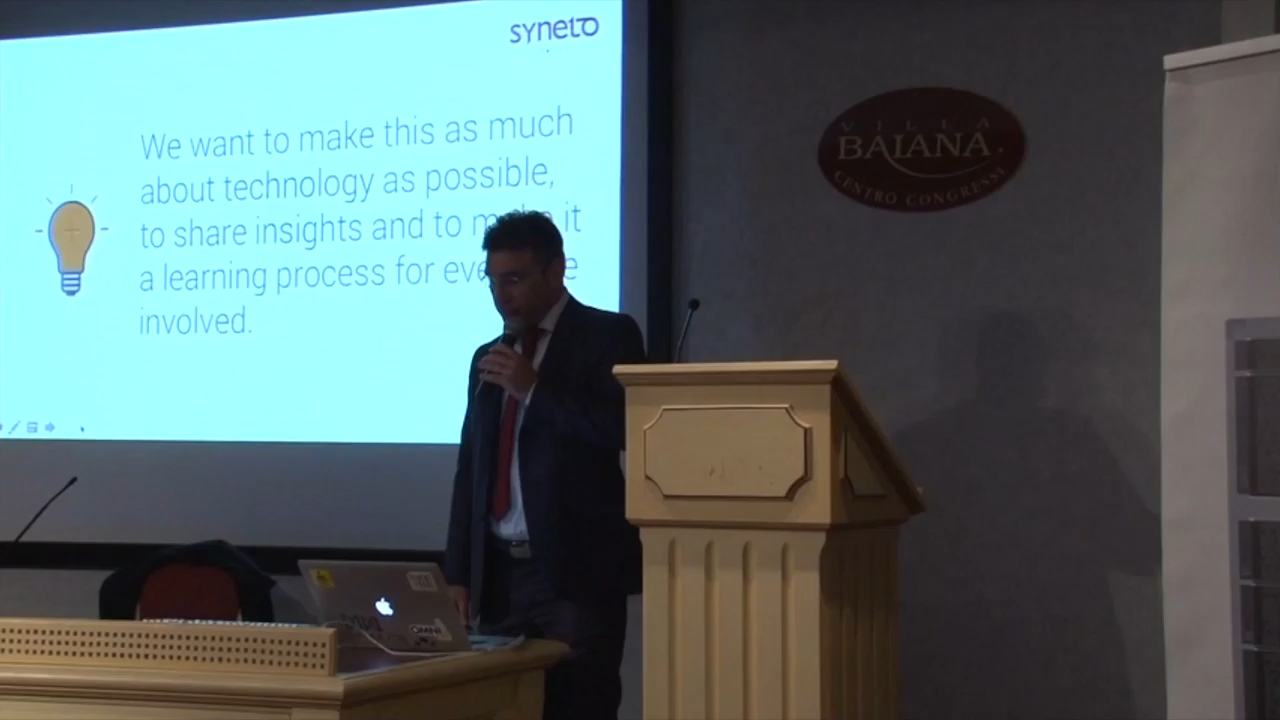 syneto
We want to make this as much
about technology as possible,
to share insights and to it
a learning process for
involved.
VILLA
BAIANA
CENTRO CONGRESSI
OMNI